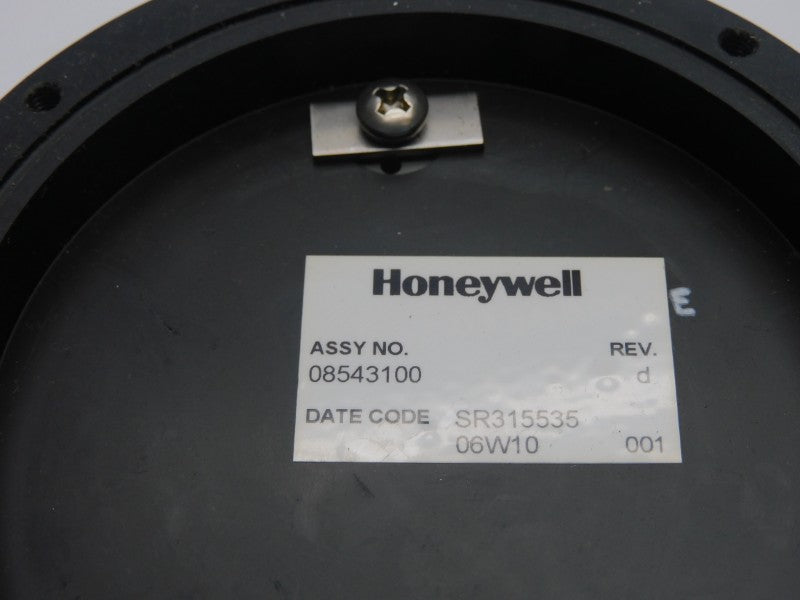 Honeywell
E
ASSY NO. REV.
08543100 d
DATE CODE SR315535
06W10 001